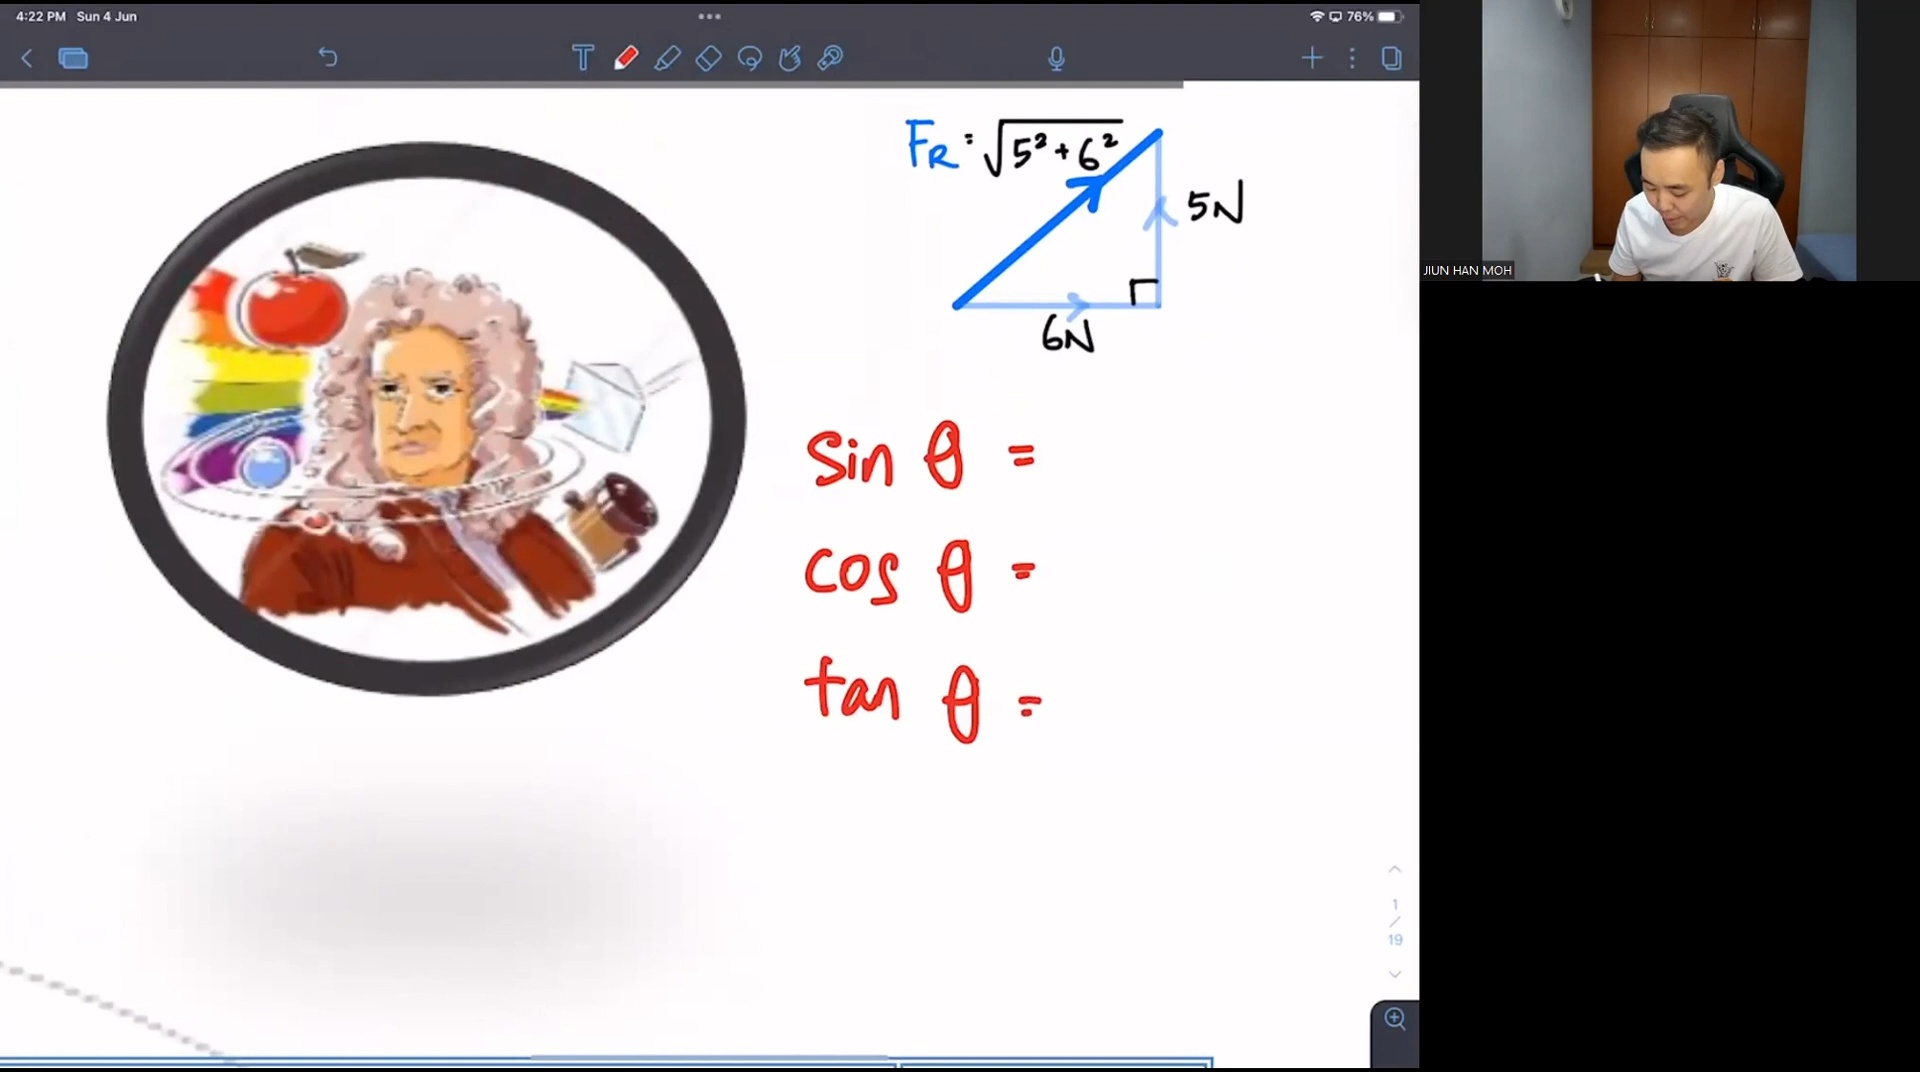 4:22 PM Sun 4 Jun
76%
T
F_R = √5² + 6²
5N
6N
sin θ =
cos θ =
tan θ =
1
/
19
JIUN HAN MOH